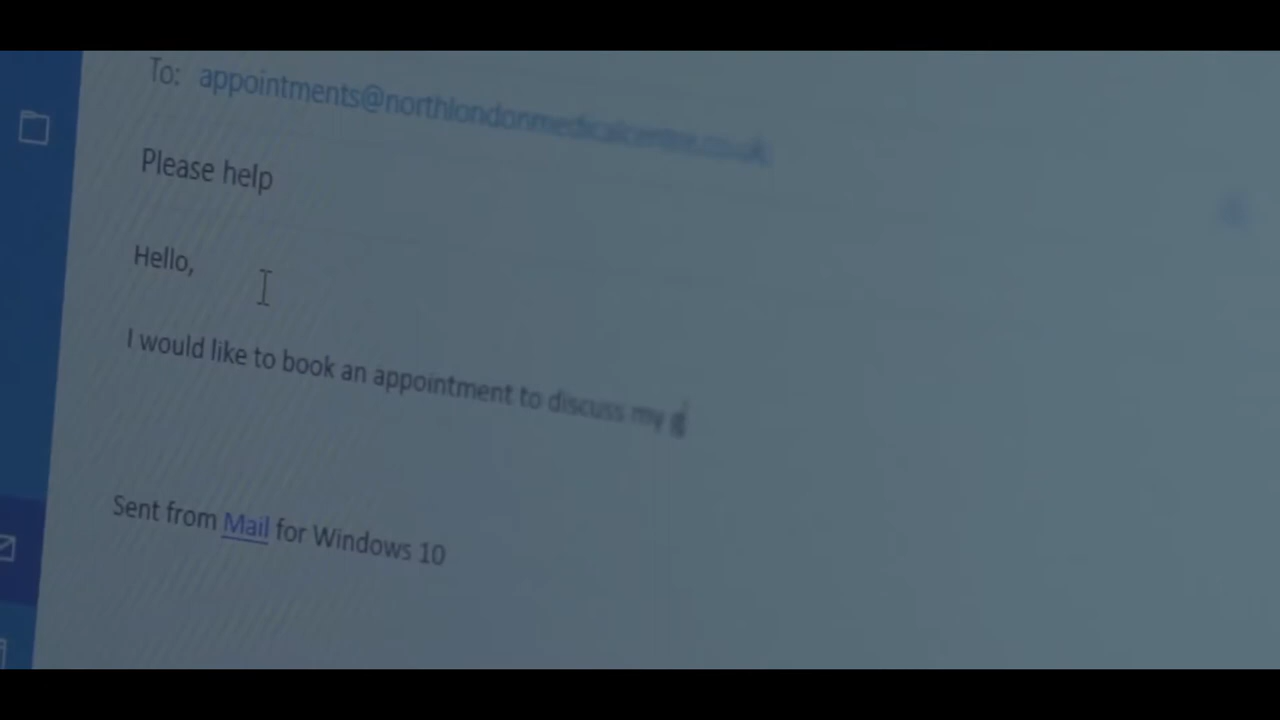 To: appointments@northlondonmedicalcentre.co.uk
Please help
Hello,
I would like to book an appointment to discuss my
Sent from Mail for Windows 10